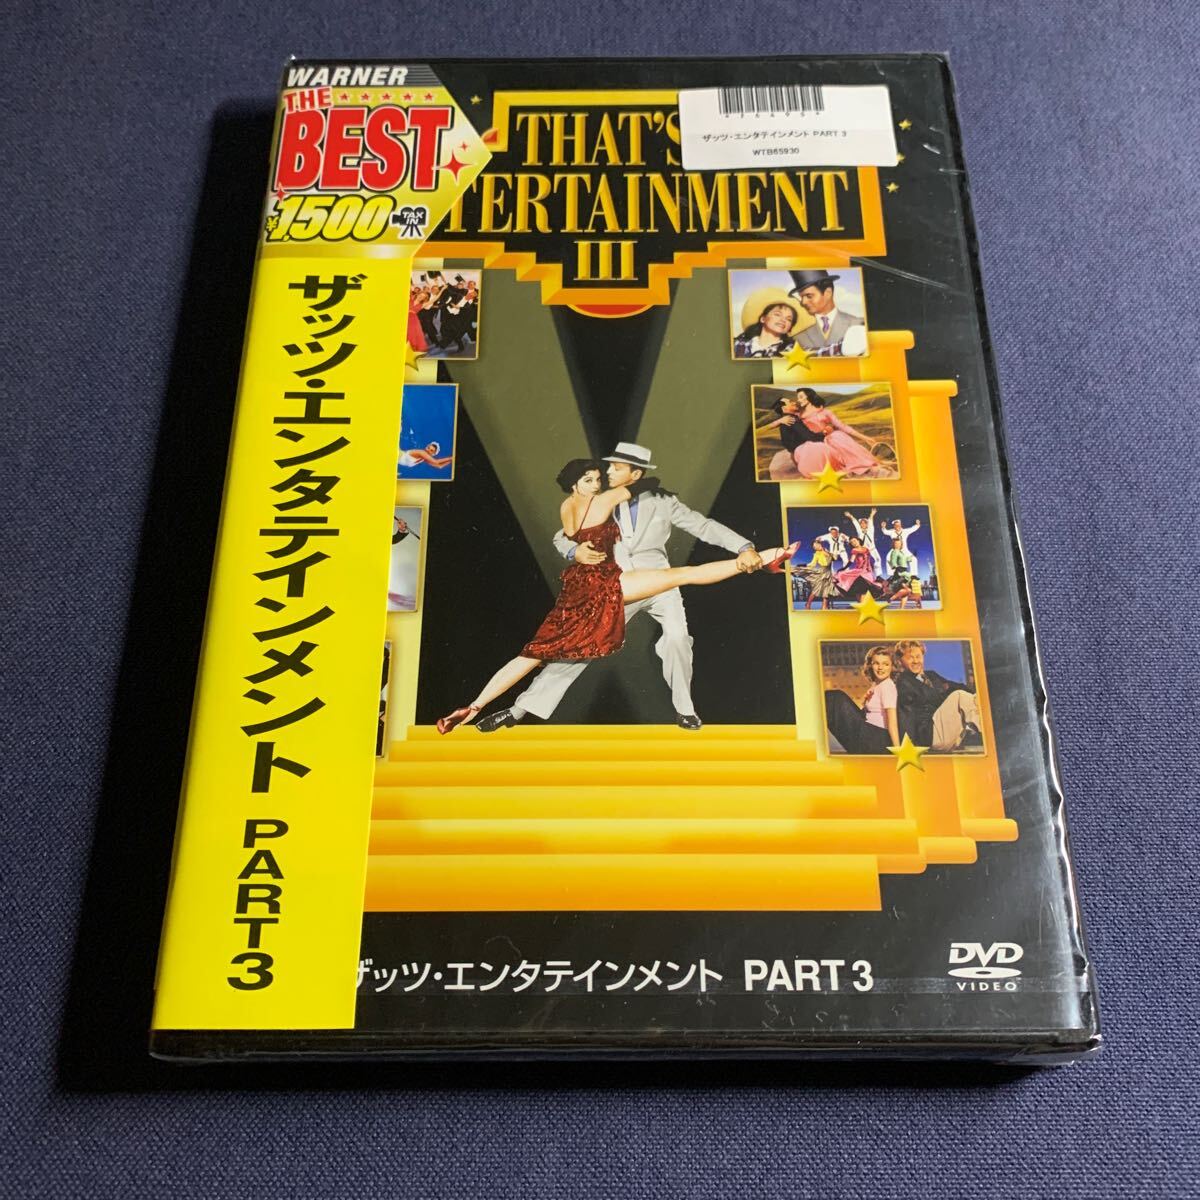 WARNER
THE
BEST
¥1500
TAX
IN
ザッツ・エンタテインメント PART3
*26495*
ザッツ・エンタテインメント PART 3
WTB65930
THAT'S
TERTAINMENT
III
ザッツ・エンタテインメント PART 3
DVD
VIDEO